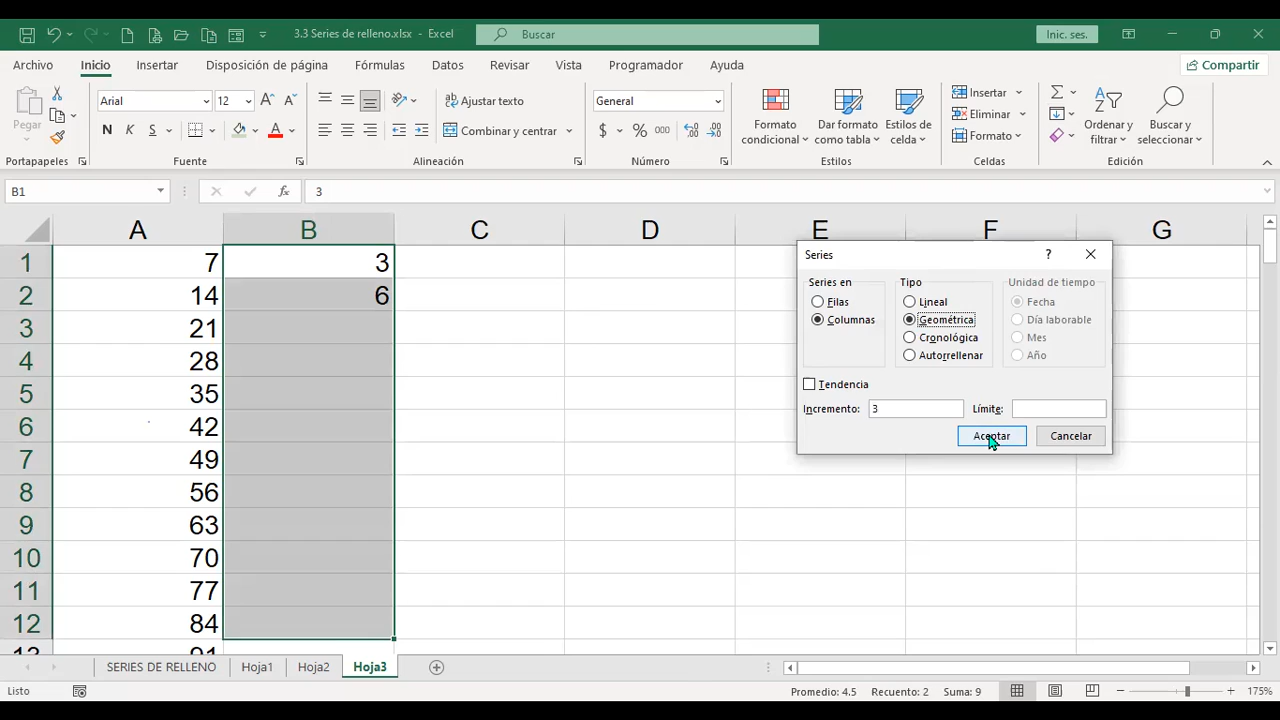 3.3 Series de relleno.xlsx - Excel
Buscar
Inic. ses.
Archivo Inicio Insertar Disposición de página Fórmulas Datos Revisar Vista Programador Ayuda Compartir
Pegar
Arial 12
N K S
Ajustar texto
Combinar y centrar
General
$ % 000
Formato condicional
Dar formato como tabla
Estilos de celda
Insertar
Eliminar
Formato
Ordenar y filtrar
Buscar y seleccionar
Portapapeles Fuente Alineación Número Estilos Celdas Edición
B1 fx 3
A B C D E F G
1 7 3
2 14 6
3 21
4 28
5 35
6 42
7 49
8 56
9 63
10 70
11 77
12 84
13 91
Series ?
Series en
Filas
Columnas
Tipo
Lineal
Geométrica
Cronológica
Autorrellenar
Unidad de tiempo
Fecha
Día laborable
Mes
Año
Tendencia
Incremento: 3 Límite:
Aceptar Cancelar
SERIES DE RELLENO Hoja1 Hoja2 Hoja3
Listo Promedio: 4.5 Recuento: 2 Suma: 9 175%